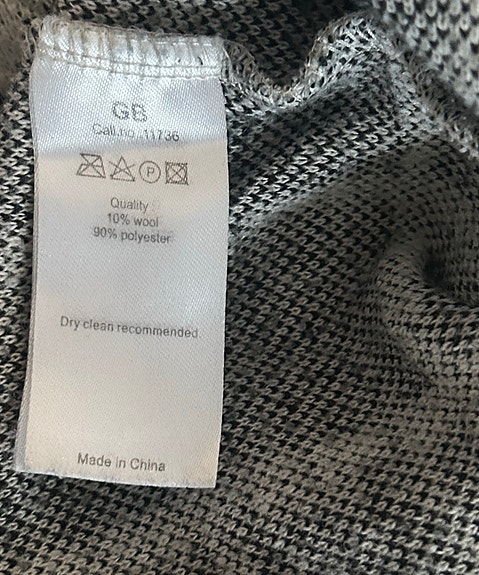 GB
Call.no. 11736
P
Quality :
10% wool
90% polyester
Dry clean recommended
Made in China